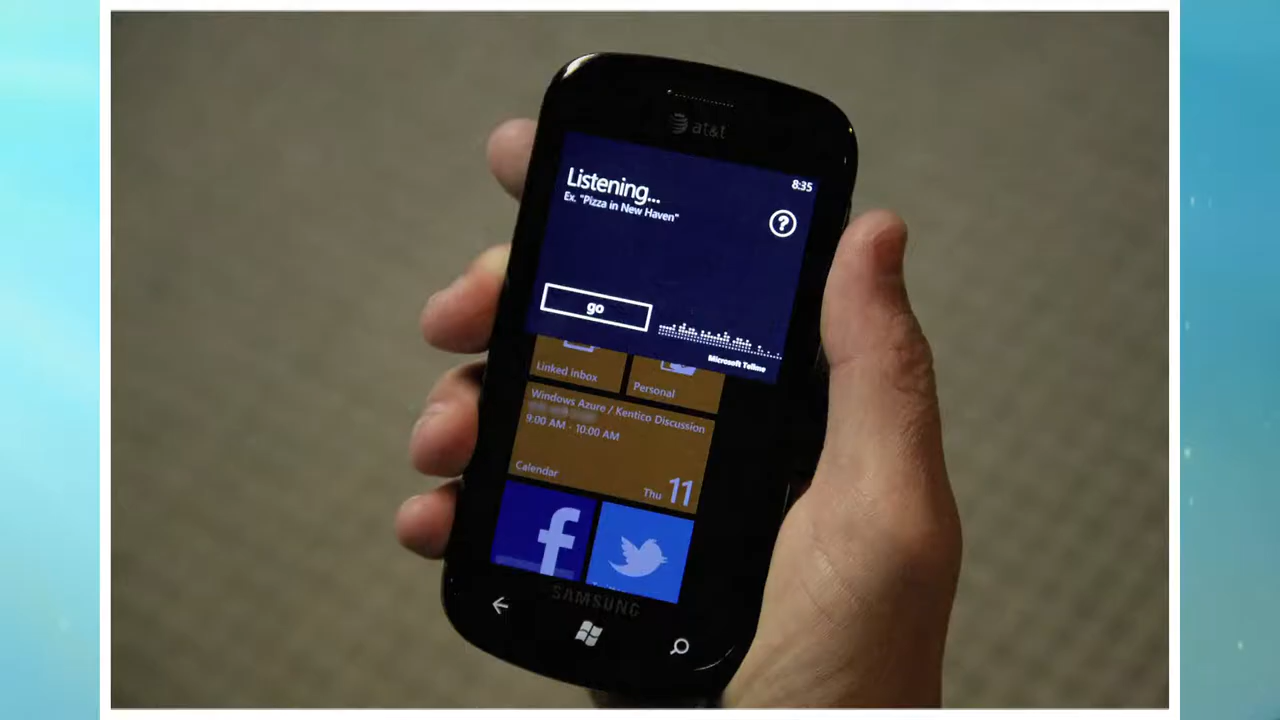 at&t
8:35
Listening...
Ex. "Pizza in New Haven"
?
go
Microsoft Tellme
Linked Inbox
Personal
Windows Azure / Kentico Discussion
9:00 AM - 10:00 AM
Calendar
Thu 11
SAMSUNG